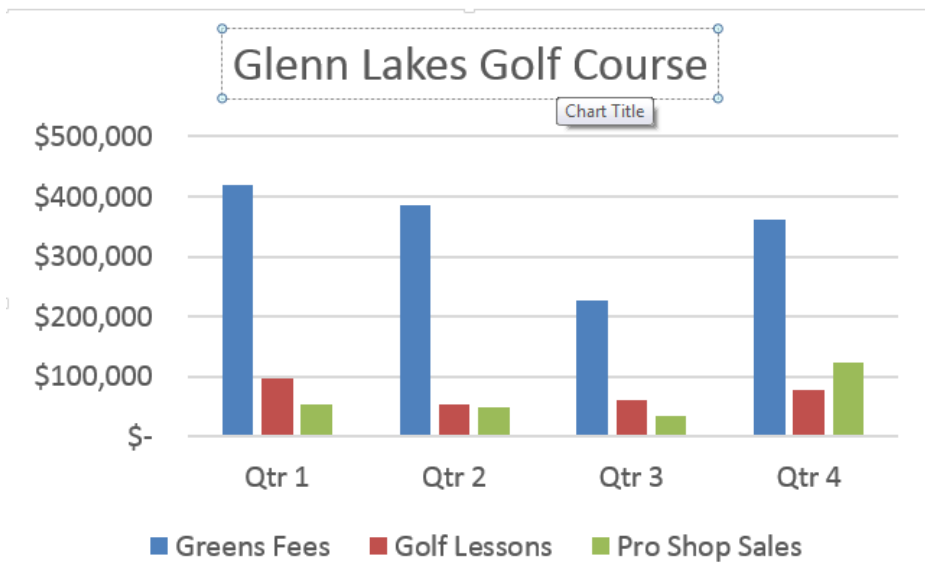 Glenn Lakes Golf Course
Chart Title
$500,000
$400,000
$300,000
$200,000
$100,000
$-
Qtr 1 Qtr 2 Qtr 3 Qtr 4
Greens Fees Golf Lessons Pro Shop Sales